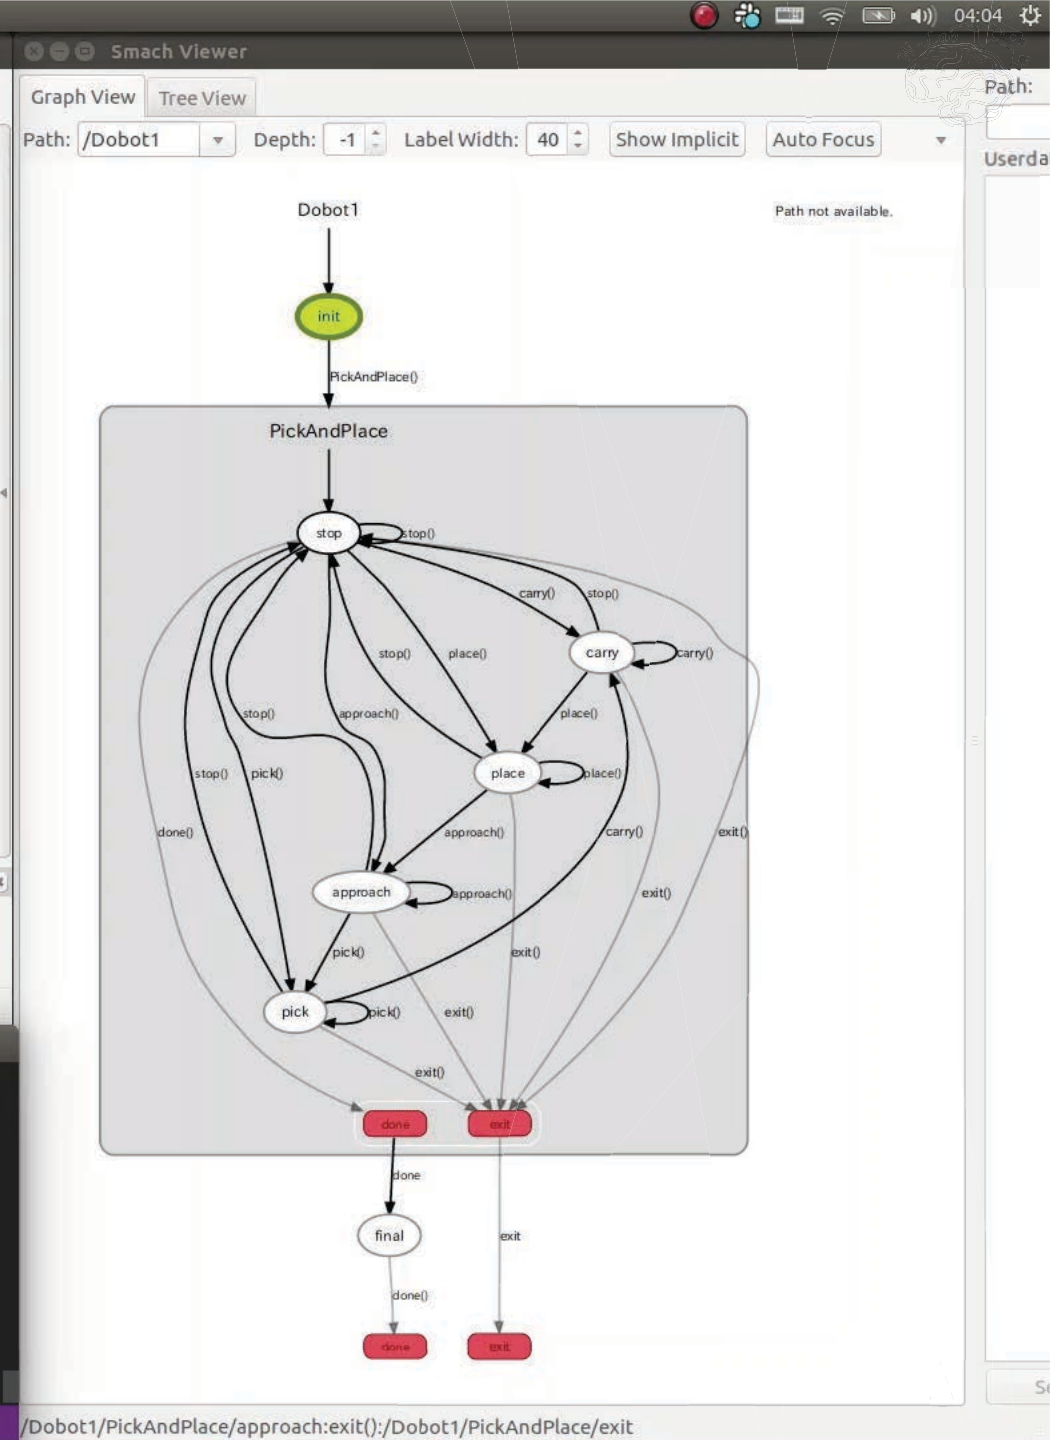 04:04
Smach Viewer
Graph View
Tree View
Path:
Path: /Dobot1
Depth: -1
Label Width: 40
Show Implicit
Auto Focus
Userda
Dobot1
Path not available.
init
PickAndPlace()
PickAndPlace
stop
stop()
carry()
stop()
carry
carry()
stop()
place()
stop()
approach()
place()
place
place()
stop()
pick()
done()
approach()
carry()
exit()
approach
approach()
exit()
pick()
exit()
pick
pick()
exit()
exit()
done
exit
done
final
exit
done()
done
exit
/Dobot1/PickAndPlace/approach:exit():/Dobot1/PickAndPlace/exit